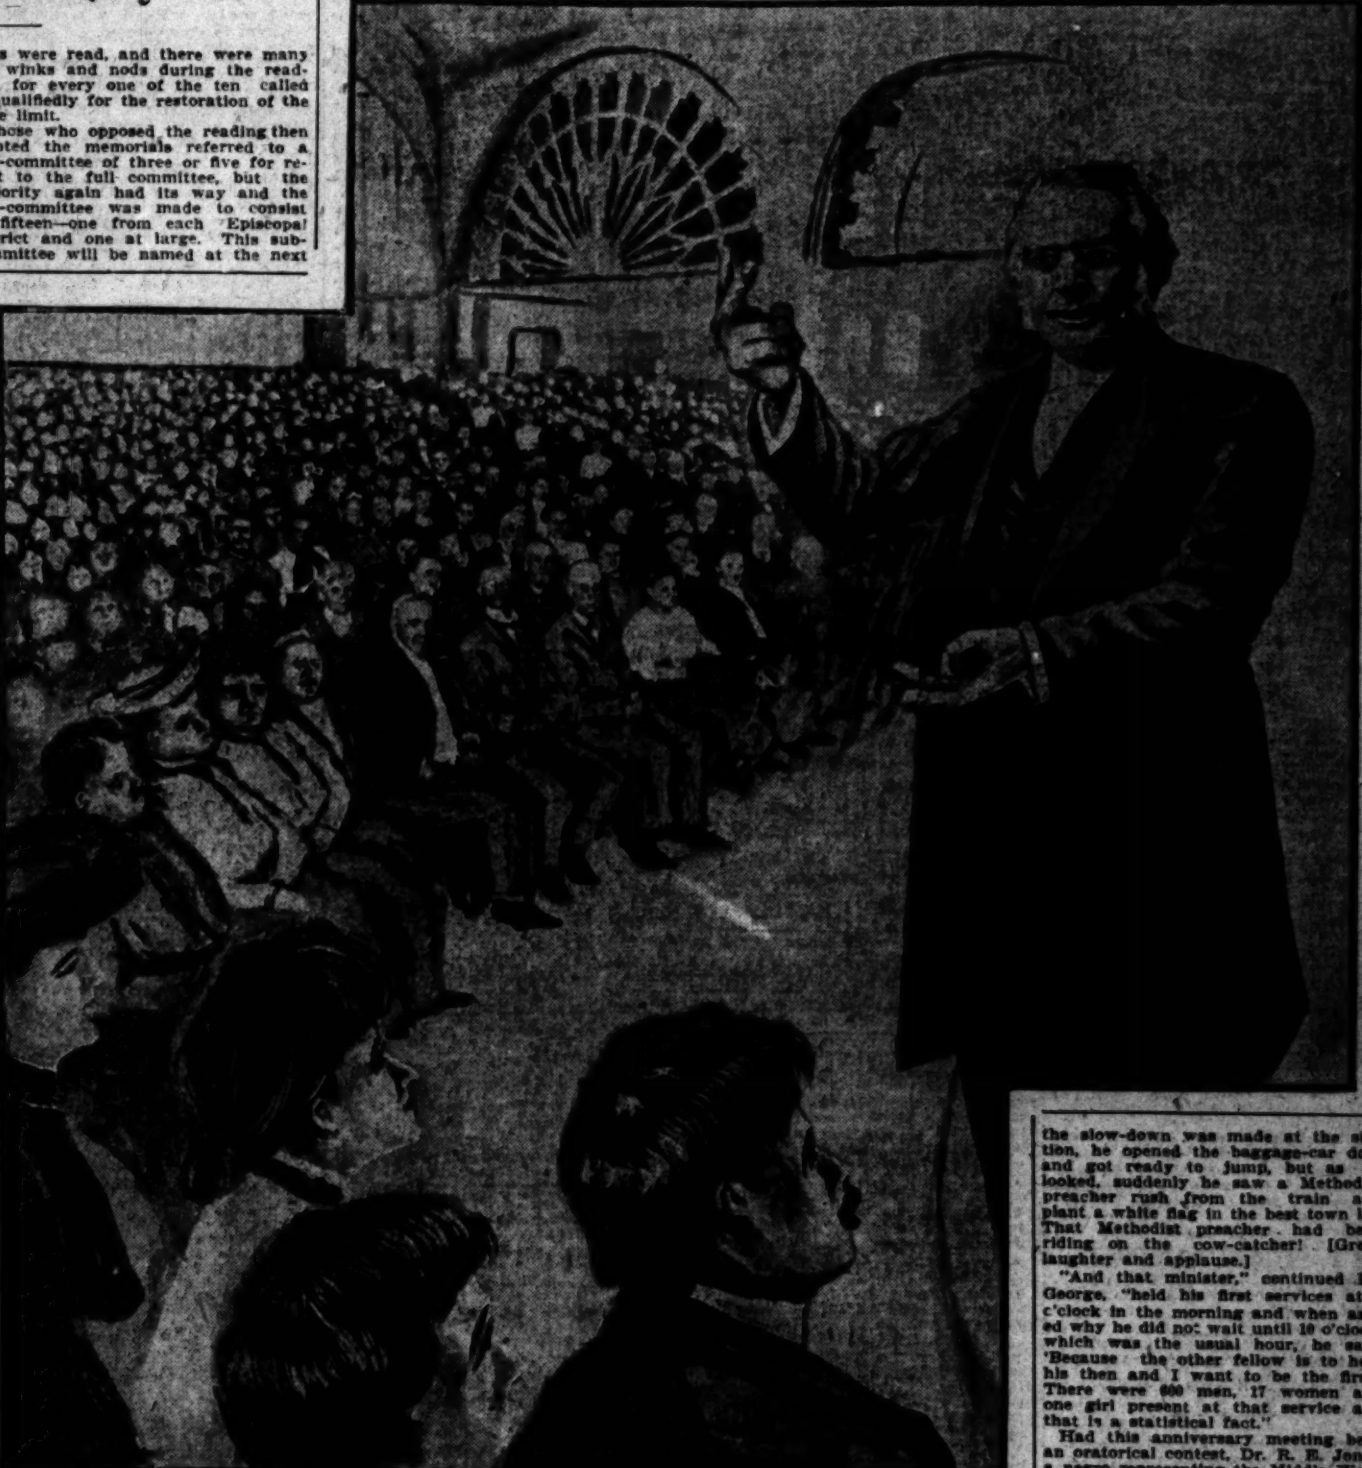 s were read, and there were many
winks and nods during the read-
for every one of the ten called
ualifiedly for the restoration of the
e limit.
hose who opposed the reading then
ted the memorials referred to a
-committee of three or five for re-
t to the full committee, but the
ority again had its way and the
-committee was made to consist
fifteen—one from each Episcopal
rict and one at large. This sub-
mittee will be named at the next
the slow-down was made at the s
tion, he opened the baggage-car do
and got ready to jump, but as
looked, suddenly he saw a Method
preacher rush from the train a
plant a white flag in the best town
That Methodist preacher had be
riding on the cow-catcher! [Gre
laughter and applause.]
"And that minister," continued
George, "held his first services at
o'clock in the morning and when as
ed why he did not wait until 10 o'cloc
which was the usual hour, he sa
'Because the other fellow is to ho
his then and I want to be the firs
There were 600 men, 17 women a
one girl present at that service a
that is a statistical fact."
Had this anniversary meeting be
an oratorical contest, Dr. R. E. Jon